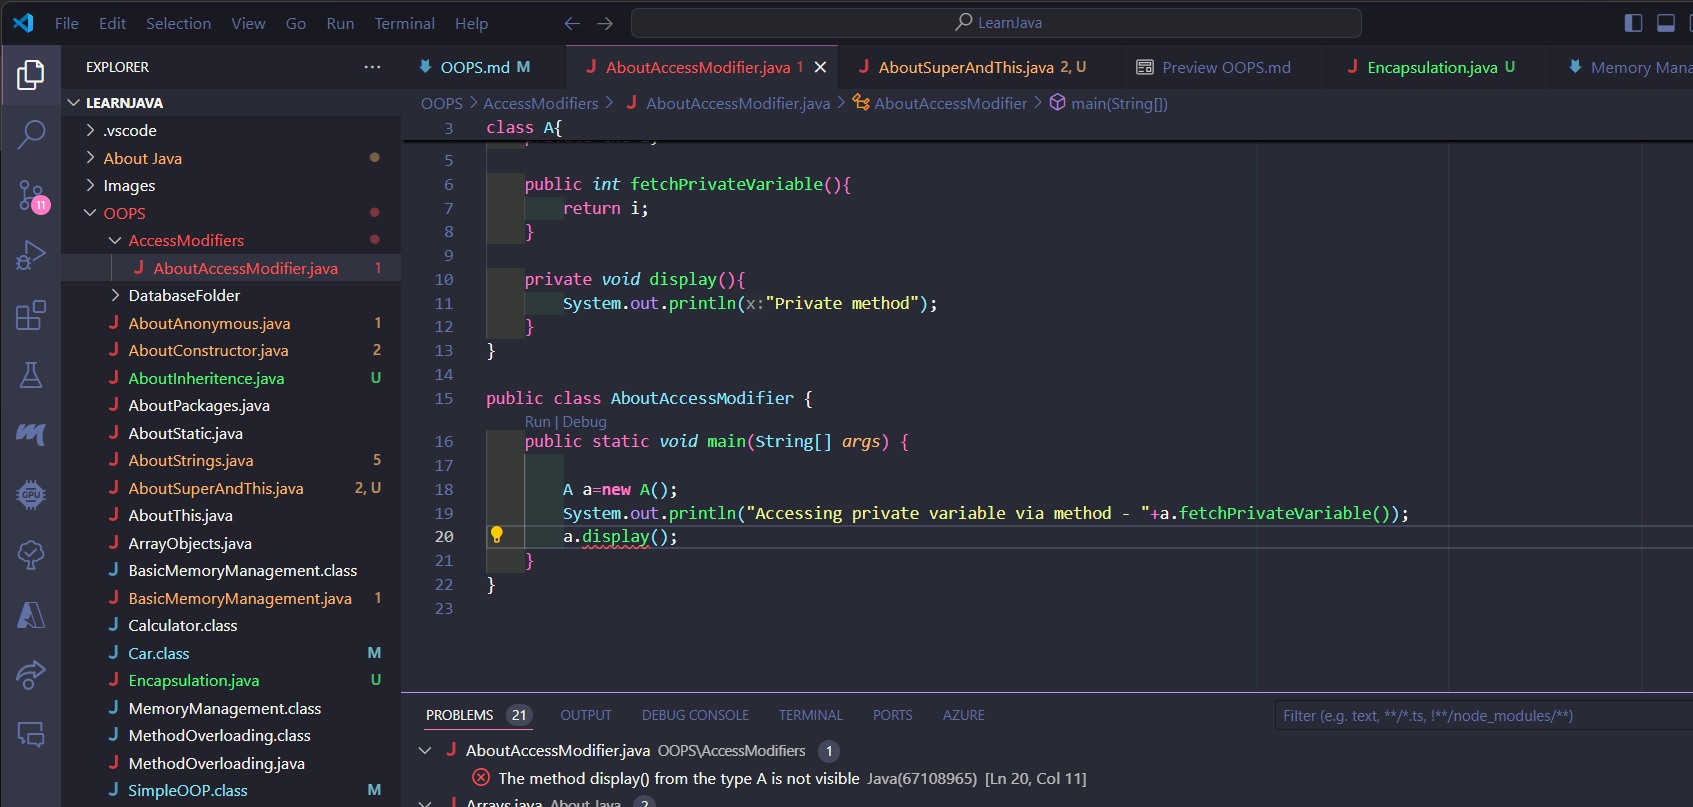 File Edit Selection View Go Run Terminal Help LearnJava
EXPLORER
OOPS.md M
AboutAccessModifier.java 1
AboutSuperAndThis.java 2, U
Preview OOPS.md
Encapsulation.java U
Memory Mana
LEARNJAVA
.vscode
About Java
Images
OOPS
AccessModifiers
AboutAccessModifier.java 1
DatabaseFolder
AboutAnonymous.java 1
AboutConstructor.java 2
AboutInheritence.java U
AboutPackages.java
AboutStatic.java
AboutStrings.java 5
AboutSuperAndThis.java 2, U
AboutThis.java
ArrayObjects.java
BasicMemoryManagement.class
BasicMemoryManagement.java 1
Calculator.class
Car.class M
Encapsulation.java U
MemoryManagement.class
MethodOverloading.class
MethodOverloading.java
SimpleOOP.class M
11
GPU
OOPS > AccessModifiers > AboutAccessModifier.java > AboutAccessModifier > main(String[])
3 class A{
5
6 public int fetchPrivateVariable(){
7 return i;
8 }
9
10 private void display(){
11 System.out.println(x:"Private method");
12 }
13 }
14
15 public class AboutAccessModifier {
Run | Debug
16 public static void main(String[] args) {
17
18 A a=new A();
19 System.out.println("Accessing private variable via method - "+a.fetchPrivateVariable());
20 a.display();
21 }
22 }
23
PROBLEMS 21 OUTPUT DEBUG CONSOLE TERMINAL PORTS AZURE Filter (e.g. text, **/*.ts, !**/node_modules/**)
AboutAccessModifier.java OOPS\AccessModifiers 1
The method display() from the type A is not visible Java(67108965) [Ln 20, Col 11]
Arrays.java About Java 2